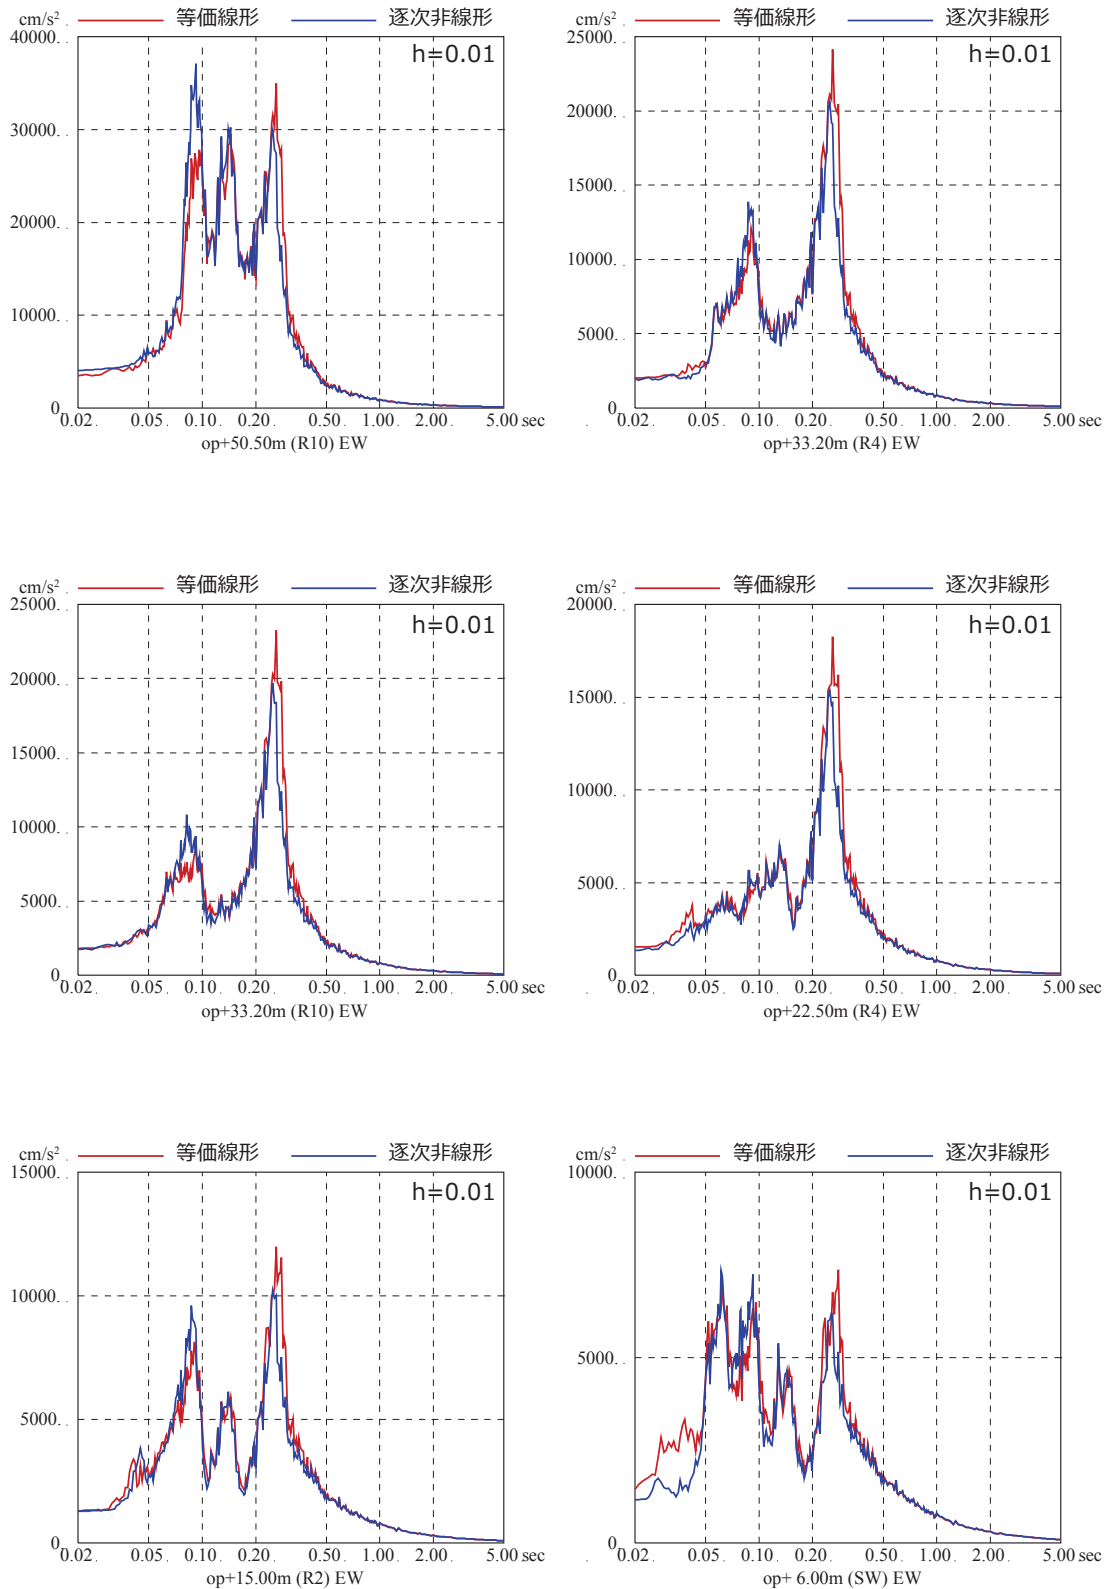 cm/s² 等価線形 逐次非線形
40000.
h=0.01
30000.
20000.
10000.
0.
0.02. 0.05. 0.10. 0.20. 0.50. 1.00. 2.00. 5.00 sec
op+50.50m (R10) EW
cm/s² 等価線形 逐次非線形
25000.
h=0.01
20000.
15000.
10000.
5000.
0.
0.02. 0.05. 0.10. 0.20. 0.50. 1.00. 2.00. 5.00 sec
op+33.20m (R4) EW
cm/s² 等価線形 逐次非線形
25000.
h=0.01
20000.
15000.
10000.
5000.
0.
0.02. 0.05. 0.10. 0.20. 0.50. 1.00. 2.00. 5.00 sec
op+33.20m (R10) EW
cm/s² 等価線形 逐次非線形
20000.
h=0.01
15000.
10000.
5000.
0.
0.02. 0.05. 0.10. 0.20. 0.50. 1.00. 2.00. 5.00 sec
op+22.50m (R4) EW
cm/s² 等価線形 逐次非線形
15000.
h=0.01
10000.
5000.
0.
0.02. 0.05. 0.10. 0.20. 0.50. 1.00. 2.00. 5.00 sec
op+15.00m (R2) EW
cm/s² 等価線形 逐次非線形
10000.
h=0.01
5000.
0.
0.02. 0.05. 0.10. 0.20. 0.50. 1.00. 2.00. 5.00 sec
op+ 6.00m (SW) EW